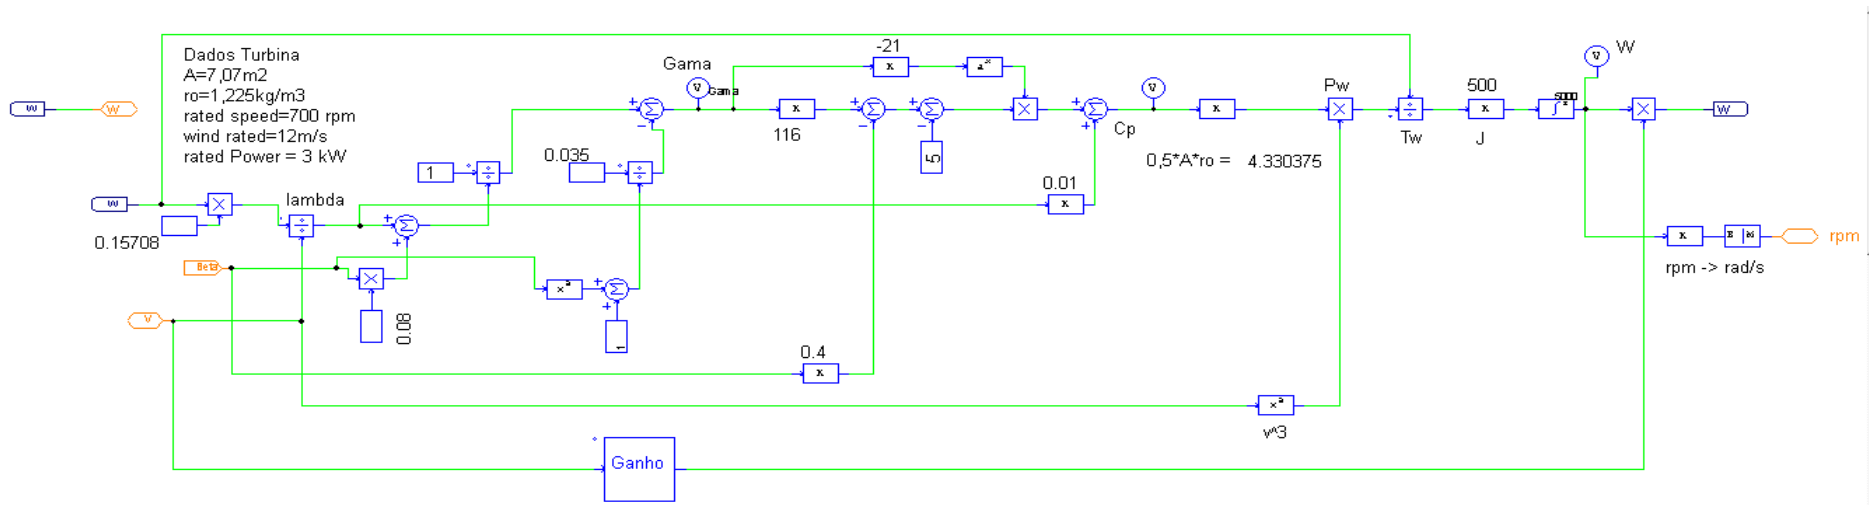 Dados Turbina
A=7,07m2
ro=1,225kg/m3
rated speed=700 rpm
wind rated=12m/s
rated Power = 3 kW
W
W
W
0.15708
lambda
Beta
V
0.08
1
0.035
1
Gama
V
Gama
-21
K
a^x
K
116
Σ
Σ
Σ
5
Σ
Cp
V
K
0,5*A*ro = 4.330375
0.01
K
0.4
K
x^a
x^a
v^3
Pw
Tw
500
K
J
5000
V
W
W
K
rpm
rpm -> rad/s
Ganho